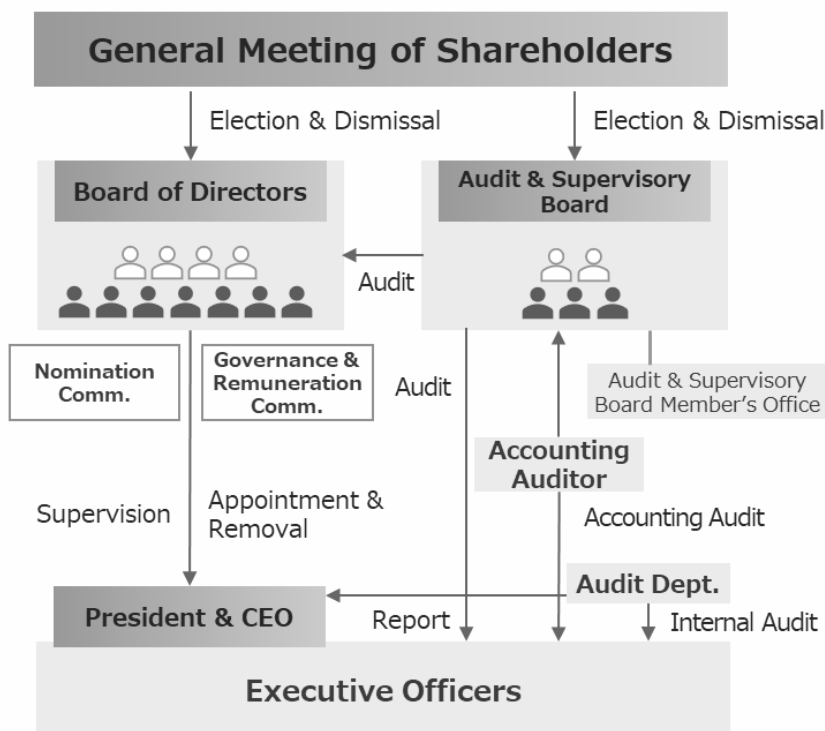 General Meeting of Shareholders
Election & Dismissal
Election & Dismissal
Board of Directors
Audit & Supervisory
Board
Audit
Nomination
Comm.
Governance &
Remuneration
Comm.
Audit
Audit & Supervisory
Board Member's Office
Accounting
Auditor
Supervision
Appointment &
Removal
Accounting Audit
Audit Dept.
President & CEO
Report
Internal Audit
Executive Officers